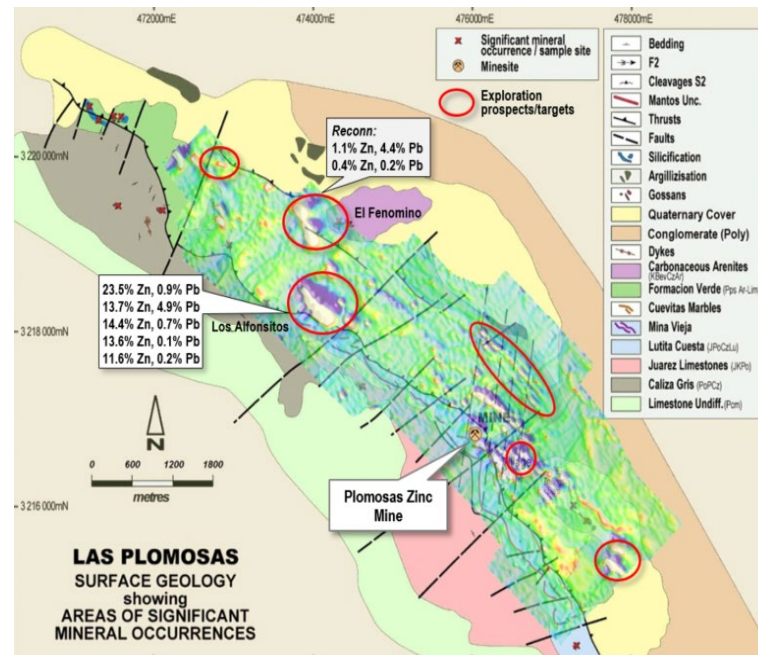 472000mE
474000mE
476000mE
478000mE
Significant mineral
occurrence / sample site
Minesite
Exploration
prospects/targets
Reconn:
1.1% Zn, 4.4% Pb
0.4% Zn, 0.2% Pb
El Fenomino
3 220 000mN
23.5% Zn, 0.9% Pb
13.7% Zn, 4.9% Pb
14.4% Zn, 0.7% Pb
13.6% Zn, 0.1% Pb
11.6% Zn, 0.2% Pb
Los Alfonsitos
3 218 000mN
MINE
Plomosas Zinc
Mine
3 216 000mN
N
0 600 1200 1800
metres
LAS PLOMOSAS
SURFACE GEOLOGY
showing
AREAS OF SIGNIFICANT
MINERAL OCCURRENCES
Bedding
F2
Cleavages S2
Mantos Unc.
Thrusts
Faults
Silicification
Argillizisation
Gossans
Quaternary Cover
Conglomerate (Poly)
Dykes
Carbonaceous Arenites
(KBevCzAr)
Formacion Verde (Pps Ar-Lim)
Cuevitas Marbles
Mina Vieja
Lutita Cuesta (JPoCzLu)
Juarez Limestones (JKPo)
Caliza Gris (PoPCz)
Limestone Undiff. (Pcm)